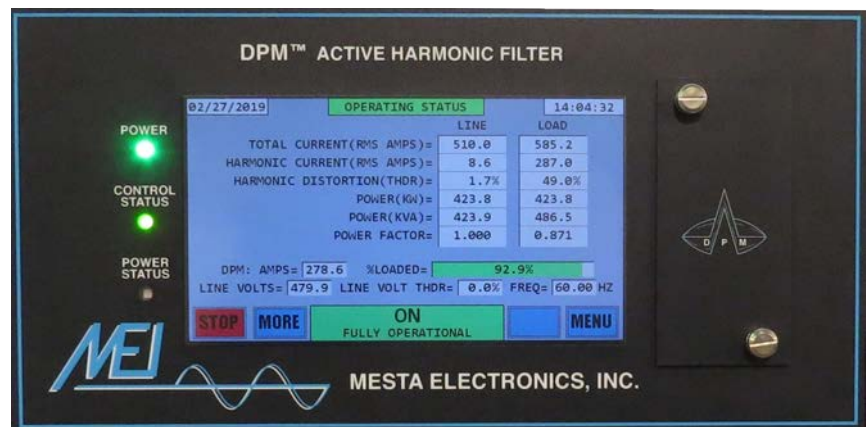 DPM™ ACTIVE HARMONIC FILTER
02/27/2019 OPERATING STATUS 14:04:32
LINE LOAD
POWER
TOTAL CURRENT(RMS AMPS)= 510.0 585.2
HARMONIC CURRENT(RMS AMPS)= 8.6 287.0
HARMONIC DISTORTION(THDR)= 1.7% 49.0%
CONTROL
STATUS
POWER(KW)= 423.8 423.8
POWER(KVA)= 423.9 486.5
POWER FACTOR= 1.000 0.871
D P M
POWER
STATUS
DPM: AMPS= 278.6 %LOADED= 92.9%
LINE VOLTS= 479.9 LINE VOLT THDR= 0.0% FREQ= 60.00 HZ
STOP MORE ON MENU
FULLY OPERATIONAL
MEI
MESTA ELECTRONICS, INC.